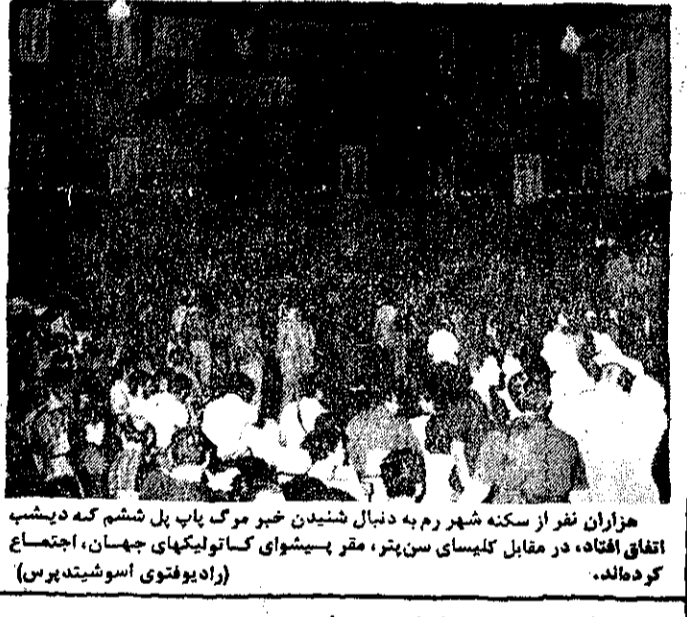 هزاران نفر از سکنه شهر رم به دنبال شنیدن خبر مرگ پاپ پل ششم که دیشب
اتفاق افتاد، در مقابل کلیسای سن‌پتر، مقر پیشوای کاتولیکهای جهان، اجتماع
کرده‌اند. (رادیوفتوی آسوشیتدپرس)